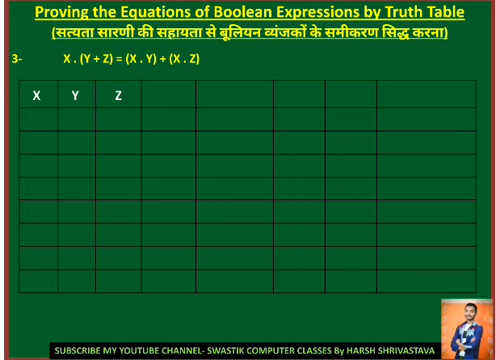 Proving the Equations of Boolean Expressions by Truth Table
(सत्यता सारणी की सहायता से बूलियन व्यंजकों के समीकरण सिद्ध करना)
3- X . (Y + Z) = (X . Y) + (X . Z)
X Y Z
SUBSCRIBE MY YOUTUBE CHANNEL- SWASTIK COMPUTER CLASSES By HARSH SHRIVASTAVA